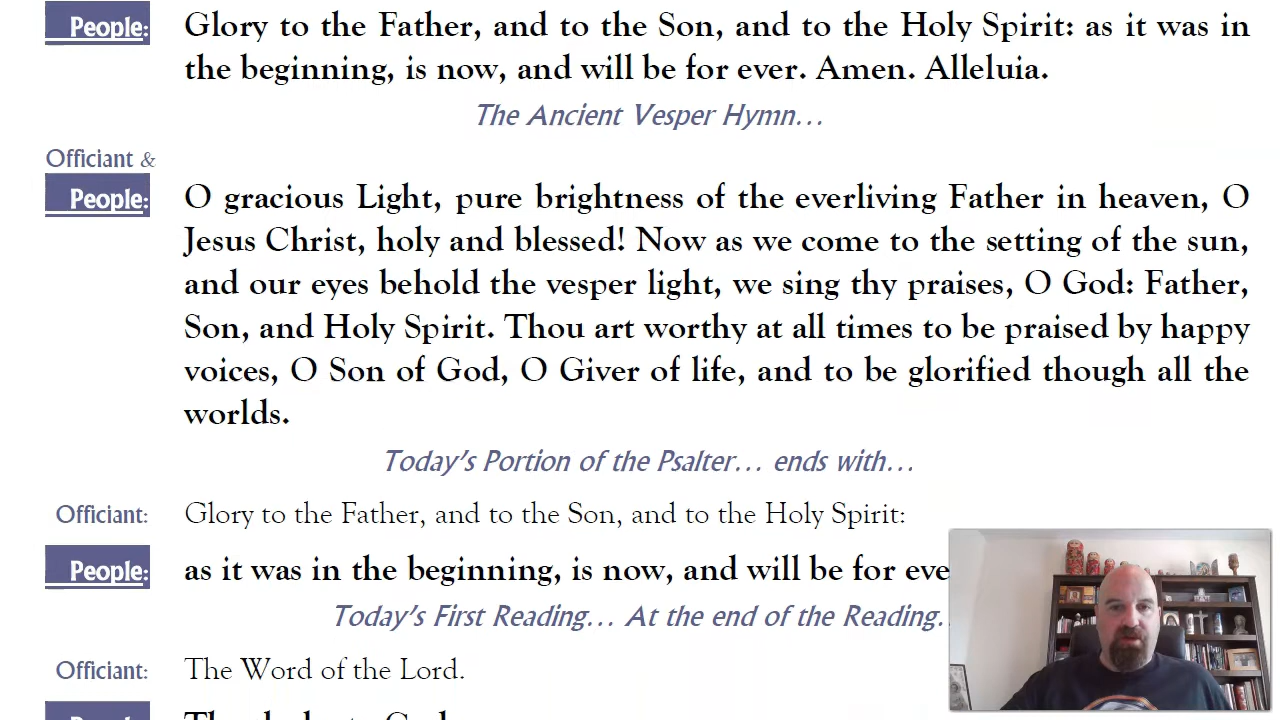 People: Glory to the Father, and to the Son, and to the Holy Spirit: as it was in
the beginning, is now, and will be for ever. Amen. Alleluia.
The Ancient Vesper Hymn…
Officiant &
People: O gracious Light, pure brightness of the everliving Father in heaven, O
Jesus Christ, holy and blessed! Now as we come to the setting of the sun,
and our eyes behold the vesper light, we sing thy praises, O God: Father,
Son, and Holy Spirit. Thou art worthy at all times to be praised by happy
voices, O Son of God, O Giver of life, and to be glorified though all the
worlds.
Today's Portion of the Psalter… ends with…
Officiant: Glory to the Father, and to the Son, and to the Holy Spirit:
People: as it was in the beginning, is now, and will be for eve
Today's First Reading… At the end of the Reading.
Officiant: The Word of the Lord.